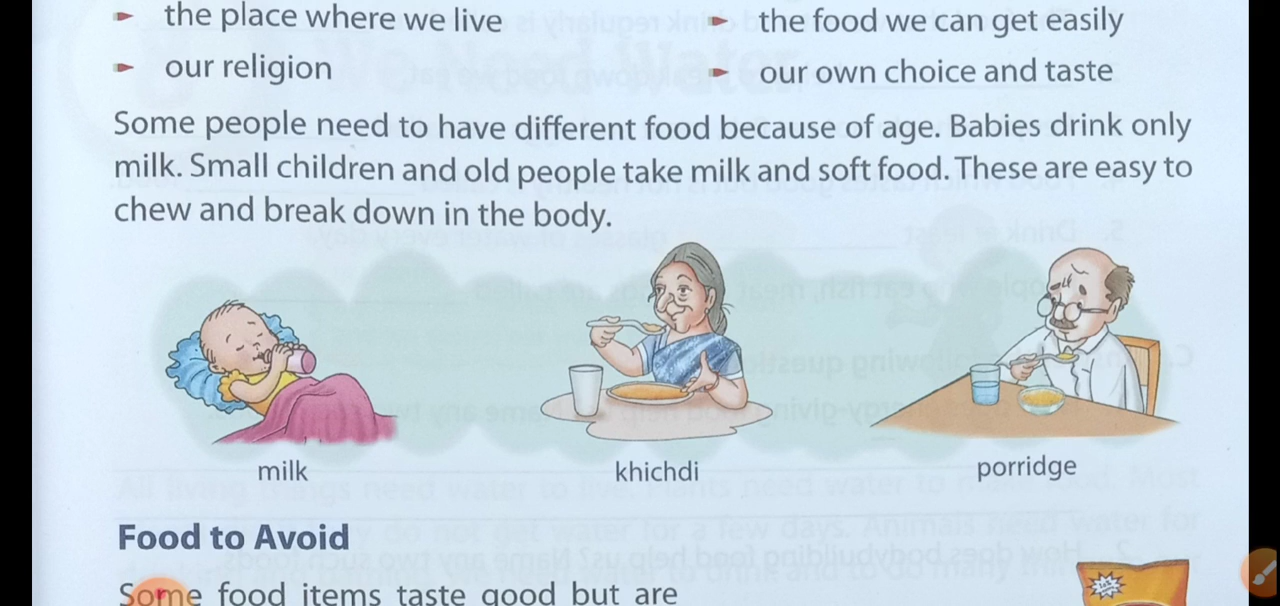 the place where we live
the food we can get easily
our religion
our own choice and taste
Some people need to have different food because of age. Babies drink only
milk. Small children and old people take milk and soft food. These are easy to
chew and break down in the body.
milk
khichdi
porridge
Food to Avoid
Some food items taste good but are